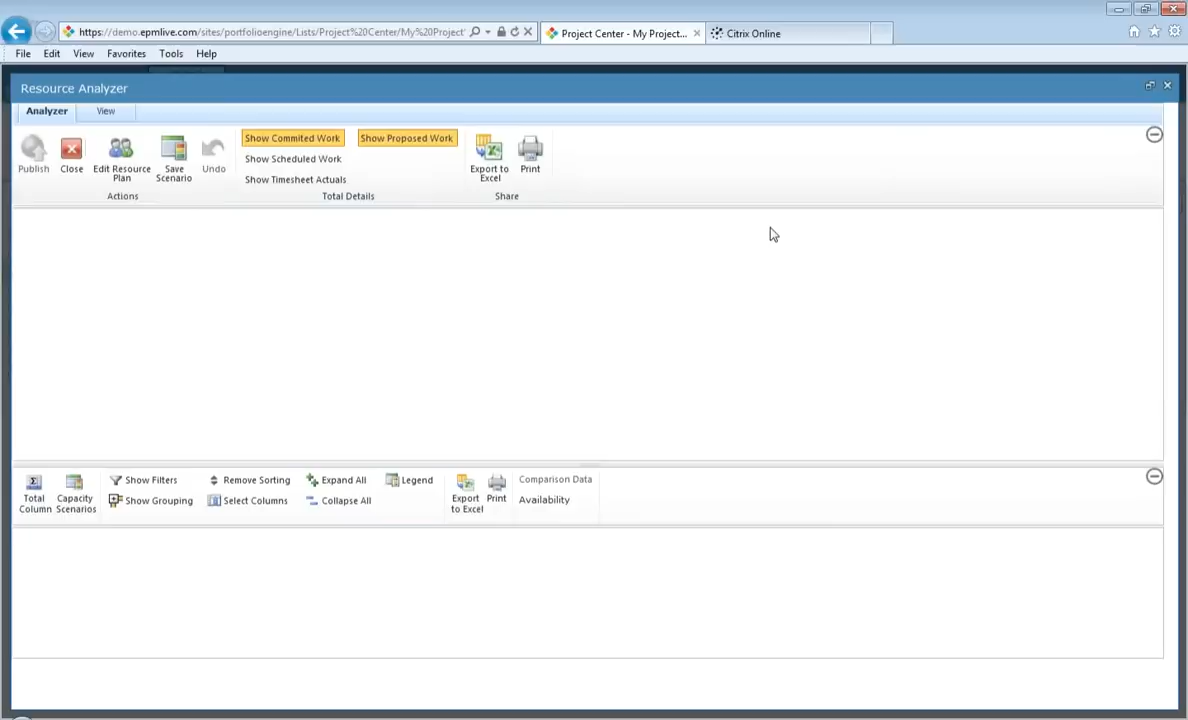 https://demo.epmlive.com/sites/portfolioengine/Lists/Project%20Center/My%20Project'
Project Center - My Project...
Citrix Online
File Edit View Favorites Tools Help
Resource Analyzer
Analyzer View
Publish
Close
Edit Resource
Plan
Save
Scenario
Undo
Actions
Show Commited Work
Show Proposed Work
Show Scheduled Work
Show Timesheet Actuals
Total Details
Export to
Excel
Print
Share
Total
Column
Capacity
Scenarios
Show Filters
Show Grouping
Remove Sorting
Select Columns
Expand All
Collapse All
Legend
Export
to Excel
Print
Comparison Data
Availability